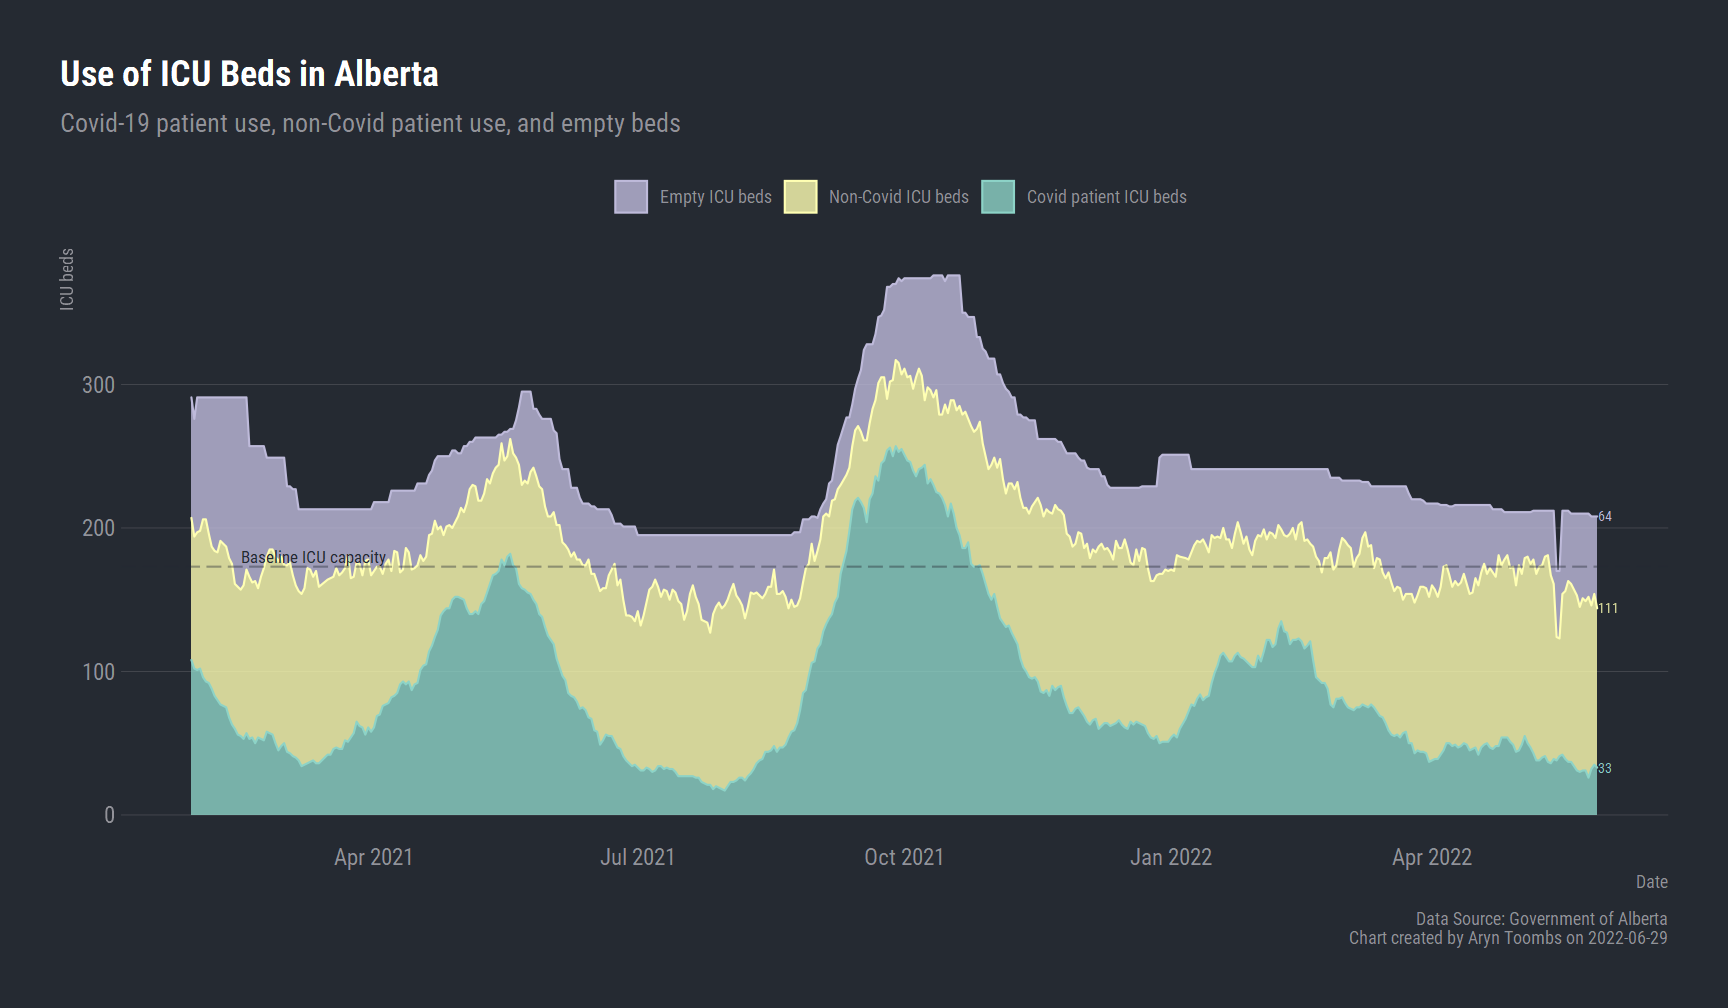 Use of ICU Beds in Alberta
Covid-19 patient use, non-Covid patient use, and empty beds
Empty ICU beds
Non-Covid ICU beds
Covid patient ICU beds
ICU beds
300
200
100
0
Baseline ICU capacity
64
111
33
Apr 2021
Jul 2021
Oct 2021
Jan 2022
Apr 2022
Date
Data Source: Government of Alberta
Chart created by Aryn Toombs on 2022-06-29